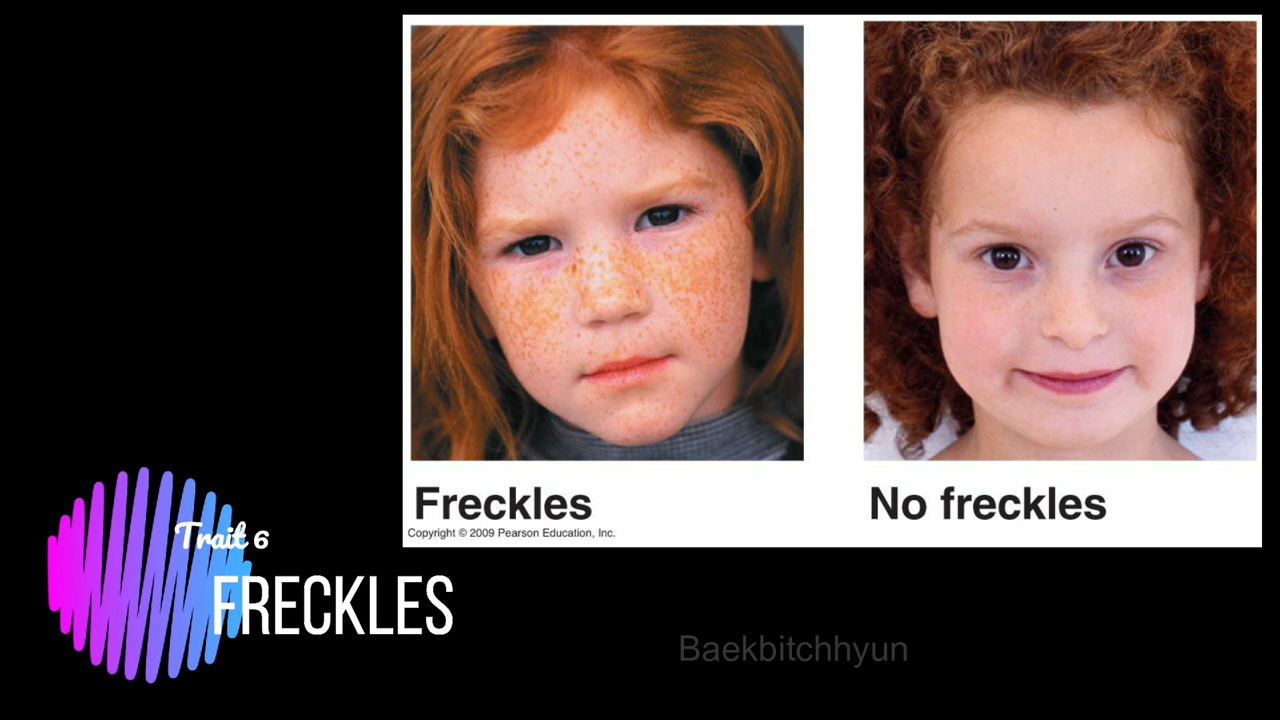 Freckles
No freckles
Copyright © 2009 Pearson Education, Inc.
Trait 6
FRECKLES
Baekbitchhyun